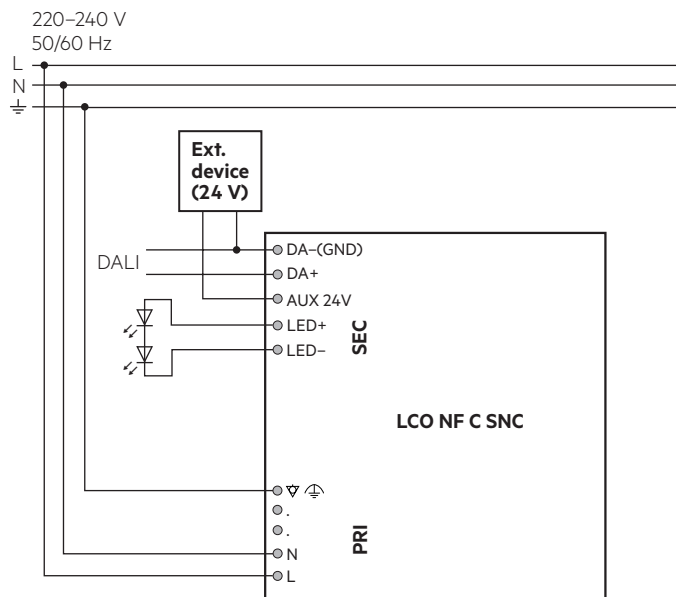 220–240 V
50/60 Hz
L
N
Ext.
device
(24 V)
DALI
DA–(GND)
DA+
AUX 24V
LED+
LED–
SEC
LCO NF C SNC
.
.
PRI
N
L